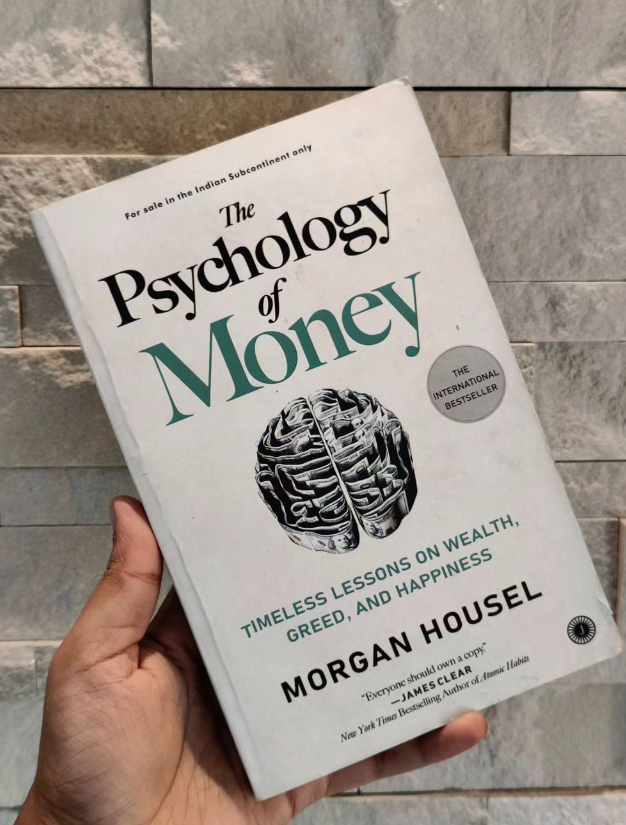 For sale in the Indian Subcontinent only
The
Psychology
of
Money
THE
INTERNATIONAL
BESTSELLER
TIMELESS LESSONS ON WEALTH,
GREED, AND HAPPINESS
MORGAN HOUSEL
"Everyone should own a copy."
—JAMES CLEAR
New York Times Bestselling Author of Atomic Habits
J